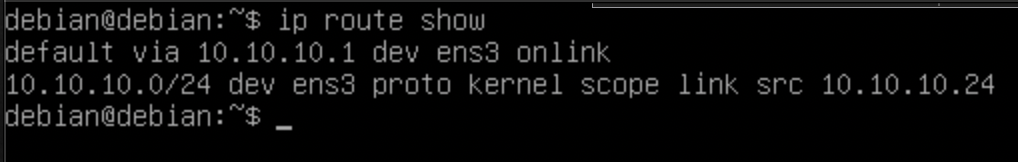 debian@debian:~$ ip route show
default via 10.10.10.1 dev ens3 onlink
10.10.10.0/24 dev ens3 proto kernel scope link src 10.10.10.24
debian@debian:~$ _